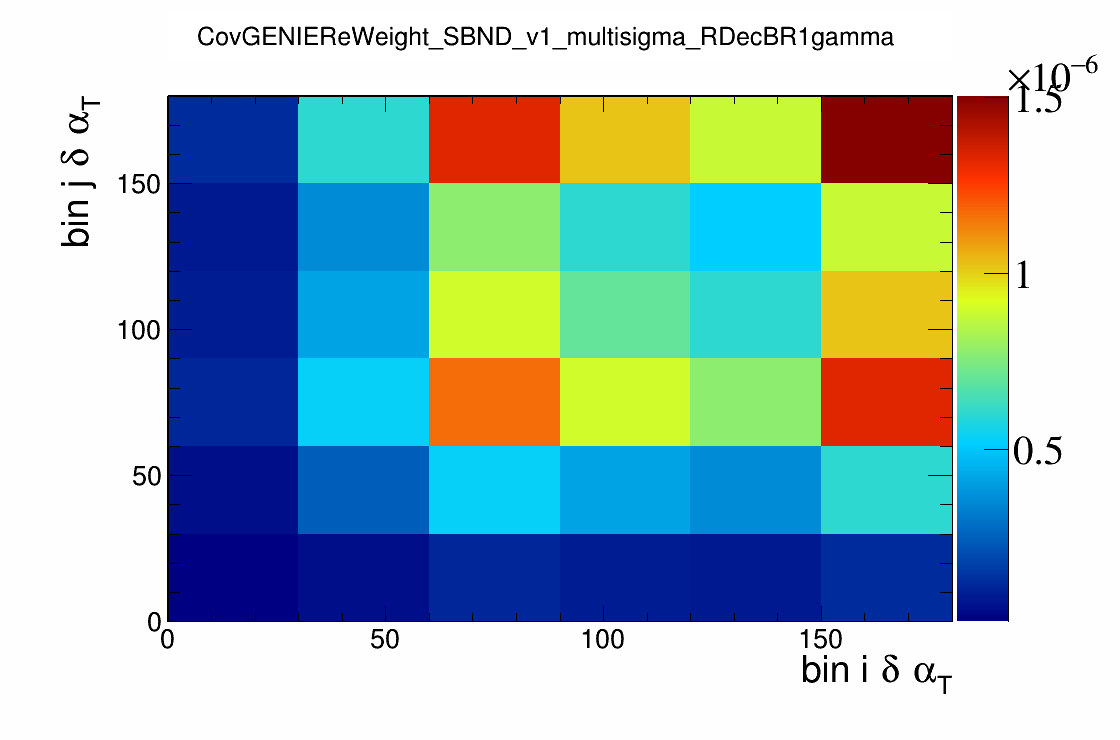 CovGENIEReWeight_SBND_v1_multisigma_RDecBR1gamma
×10⁻⁶
1.5
bin j δ α_T
150
1
100
50
0.5
0
0 50 100 150
bin i δ α_T